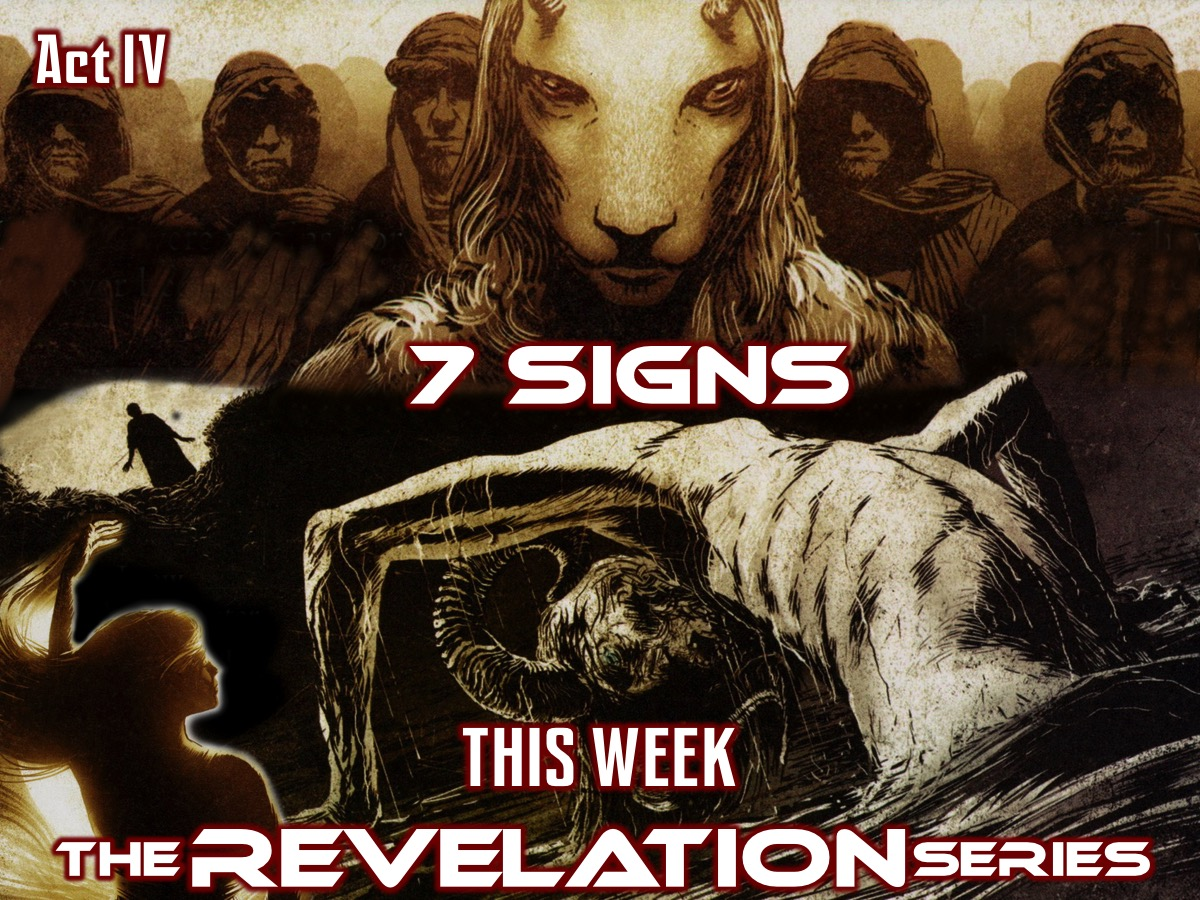 Act IV
7 SIGNS
THIS WEEK
THE REVELATION SERIES